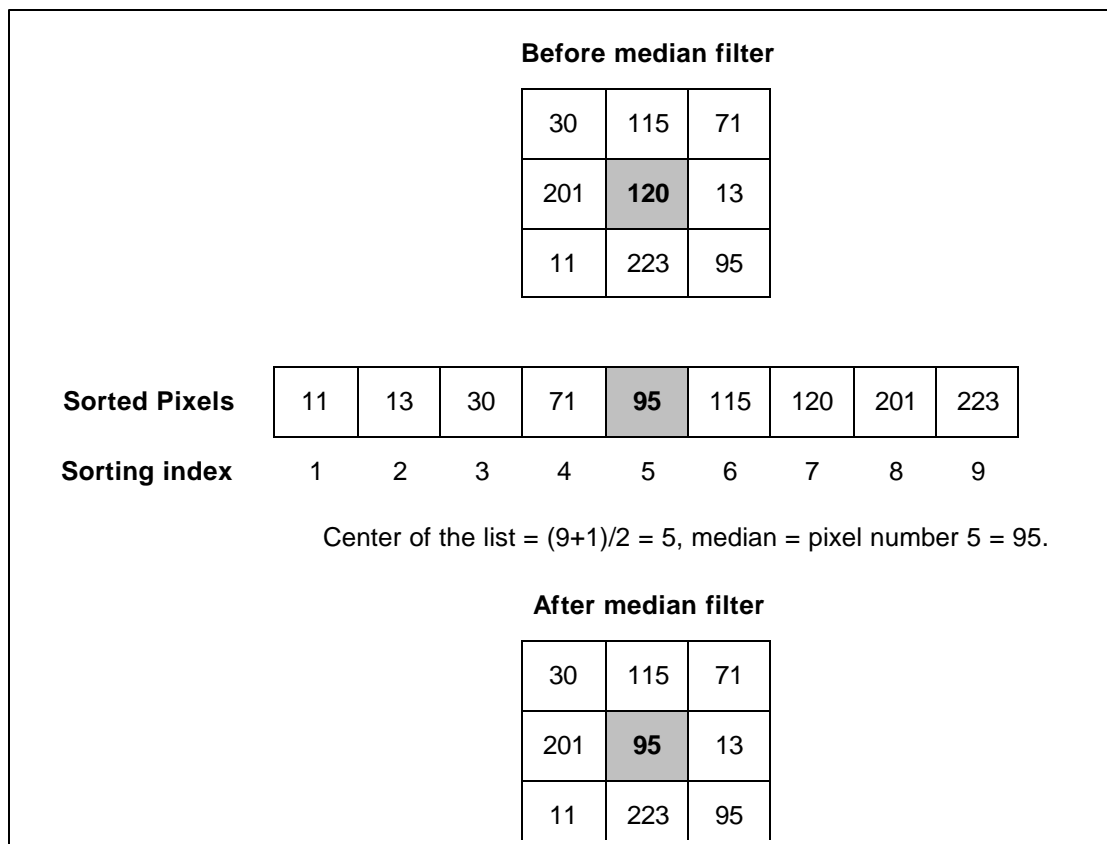 Before median filter
30 115 71
201 120 13
11 223 95
Sorted Pixels 11 13 30 71 95 115 120 201 223
Sorting index 1 2 3 4 5 6 7 8 9
Center of the list = (9+1)/2 = 5, median = pixel number 5 = 95.
After median filter
30 115 71
201 95 13
11 223 95